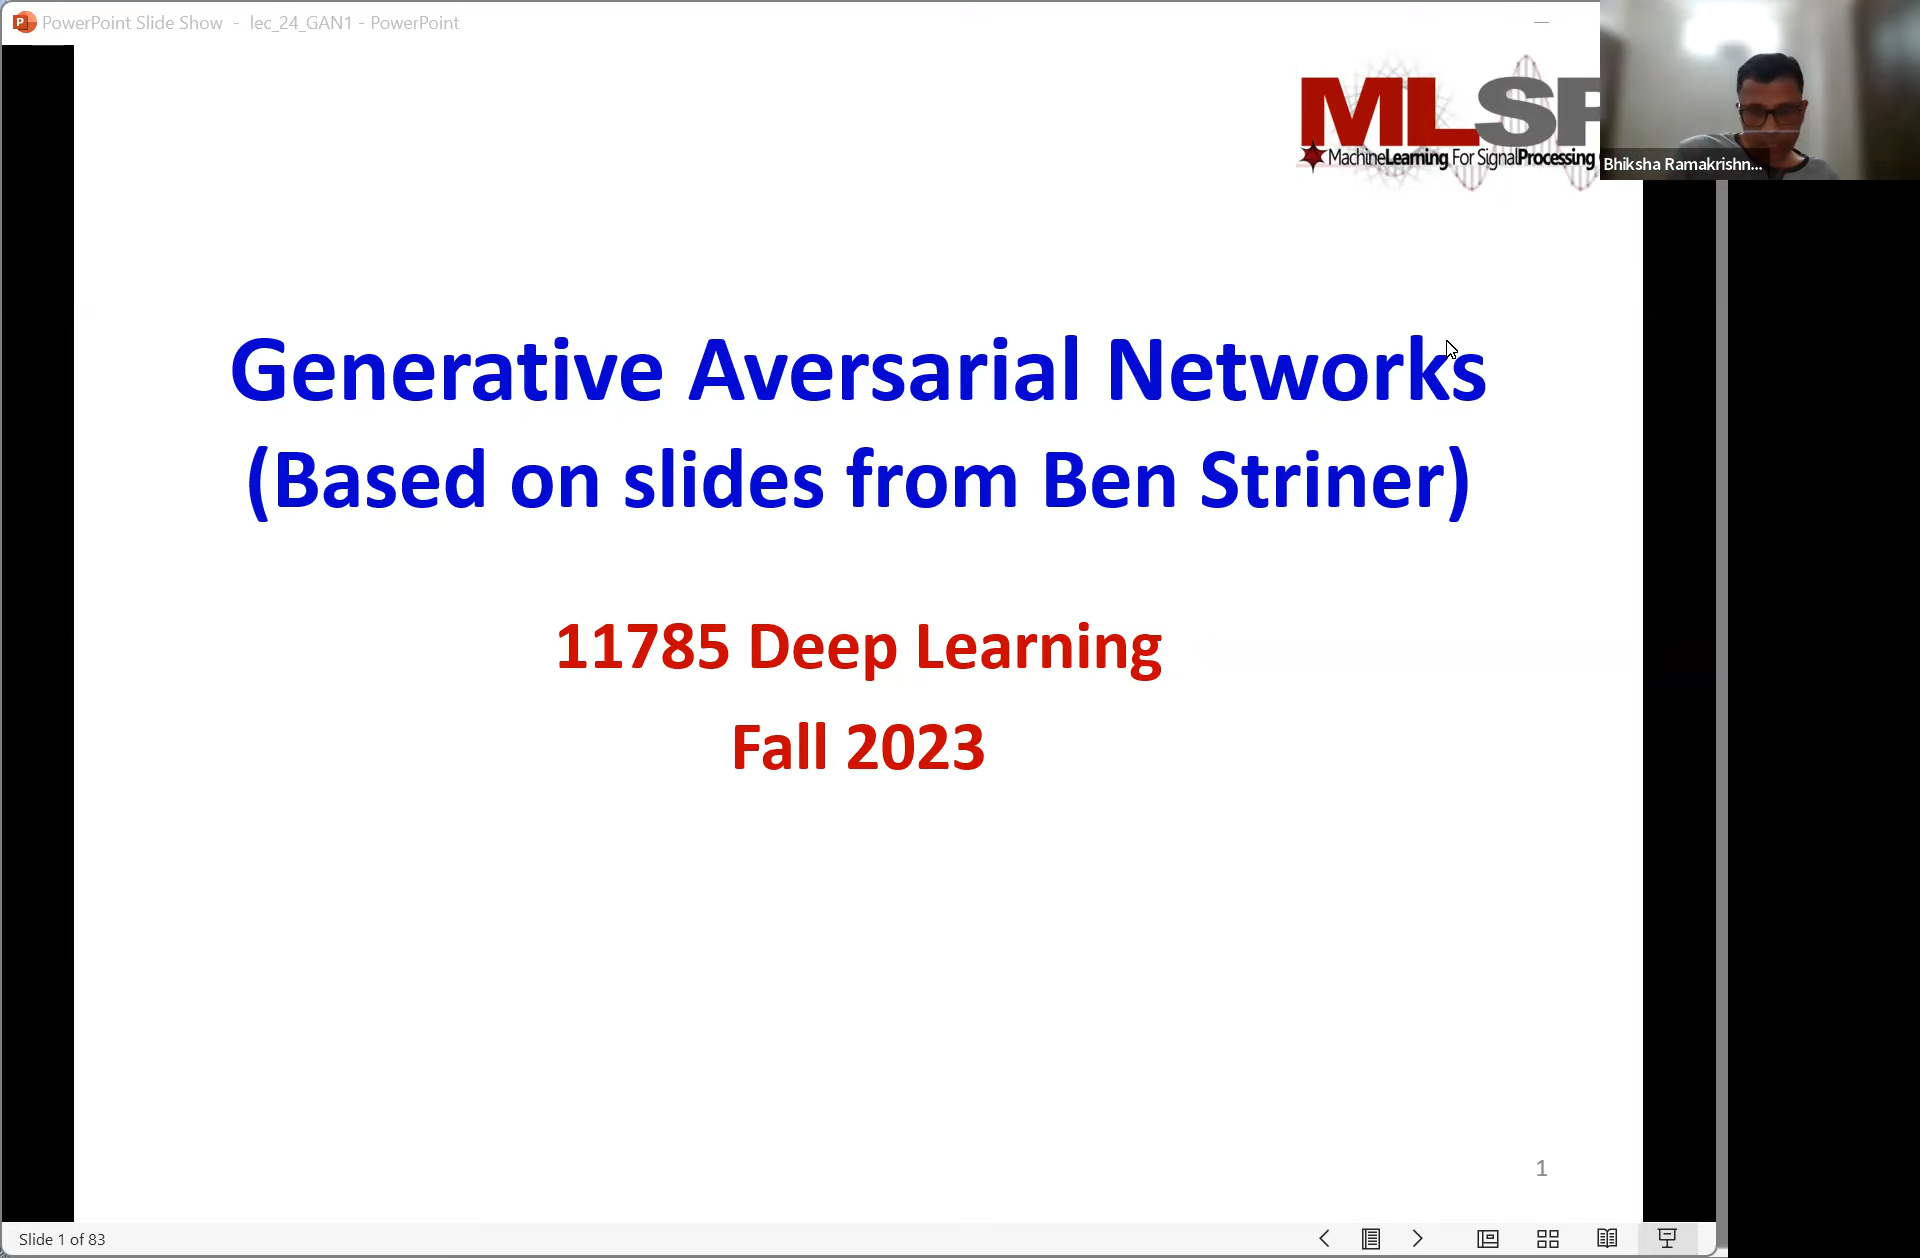 PowerPoint Slide Show - lec_24_GAN1 - PowerPoint
MLSP
MachineLearning For SignalProcessing
Bhiksha Ramakrishn...
Generative Aversarial Networks
(Based on slides from Ben Striner)
11785 Deep Learning
Fall 2023
1
Slide 1 of 83